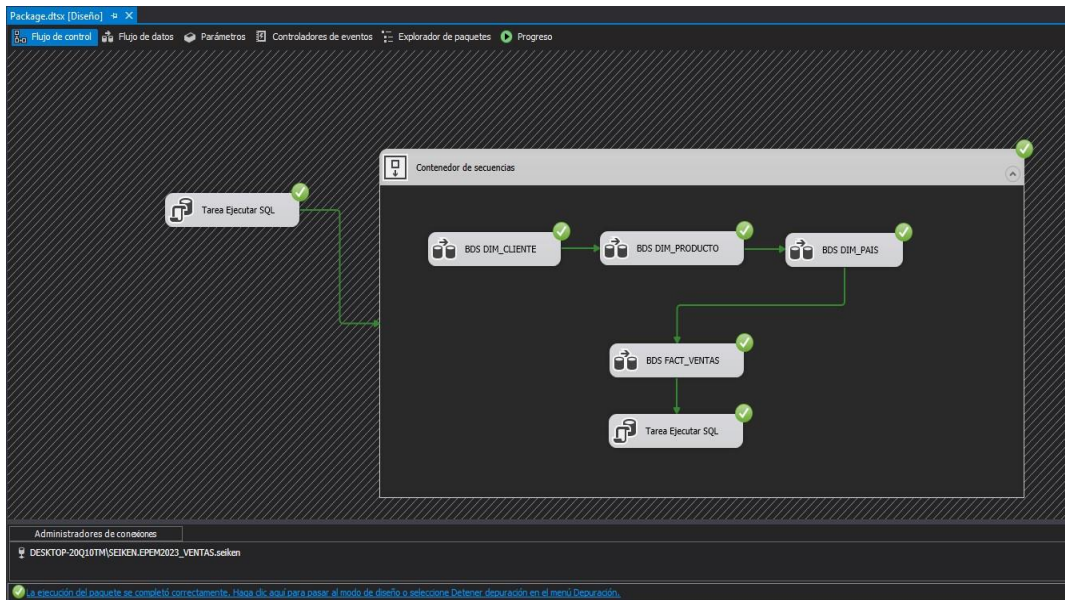 Package.dtsx [Diseño]
Flujo de control Flujo de datos Parámetros Controladores de eventos Explorador de paquetes Progreso
Contenedor de secuencias
Tarea Ejecutar SQL
BDS DIM_CLIENTE
BDS DIM_PRODUCTO
BDS DIM_PAIS
BDS FACT_VENTAS
Tarea Ejecutar SQL
Administradores de conexiones
DESKTOP-20Q10TM\SEIKEN.EPEM2023_VENTAS.seiken
La ejecución del paquete se completó correctamente. Haga clic aquí para pasar al modo de diseño o seleccione Detener depuración en el menú Depuración.